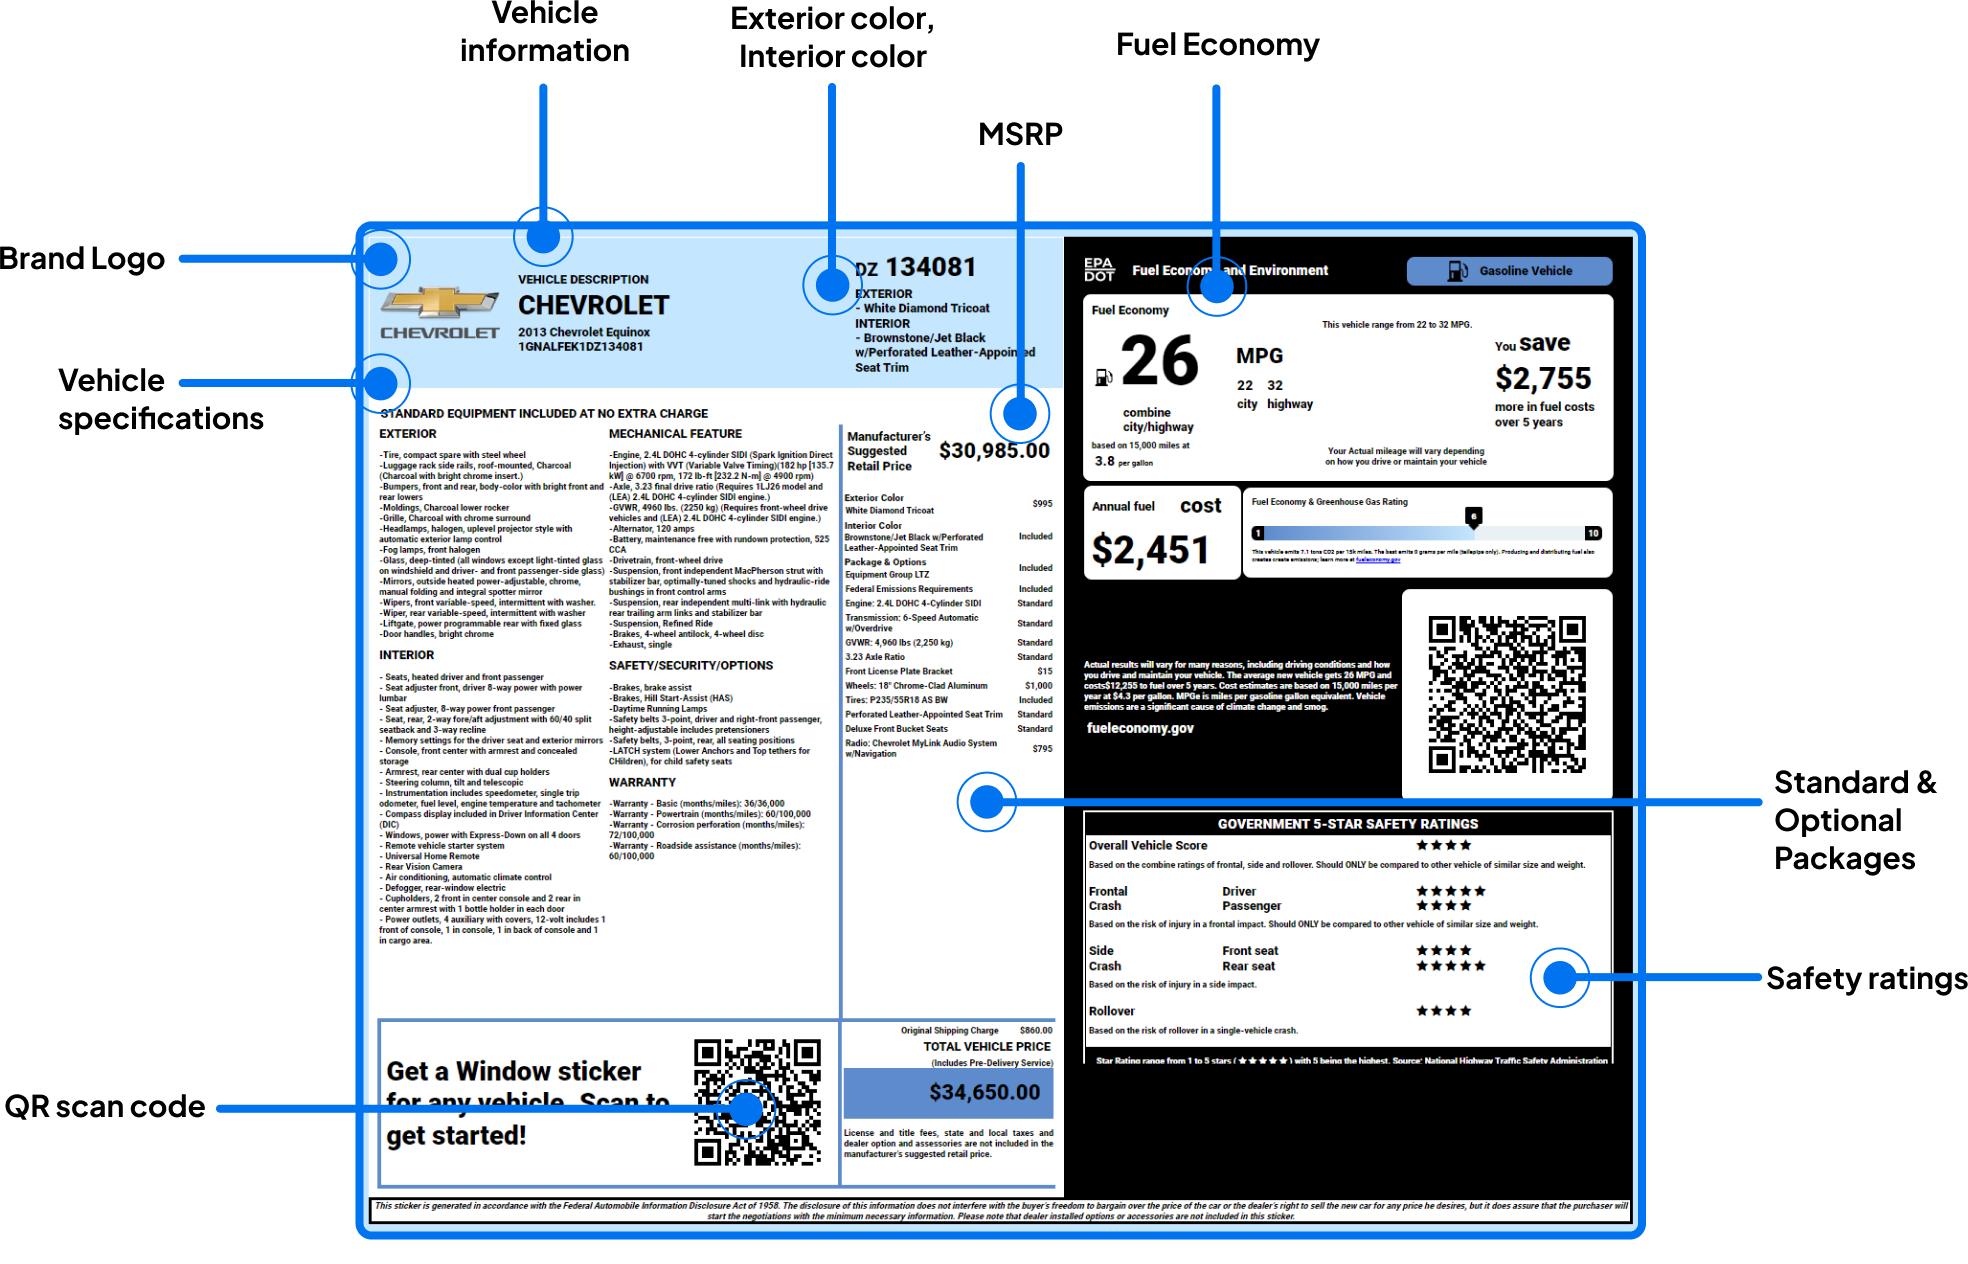 Vehicle
information
Exterior color,
Interior color
Fuel Economy
MSRP
Brand Logo
Vehicle
specifications
QR scan code
Standard &
Optional
Packages
Safety ratings
CHEVROLET
VEHICLE DESCRIPTION
CHEVROLET
2013 Chevrolet Equinox
1GNALFEK1DZ134081
DZ 134081
EXTERIOR
- White Diamond Tricoat
INTERIOR
- Brownstone/Jet Black
w/Perforated Leather-Appointed
Seat Trim
STANDARD EQUIPMENT INCLUDED AT NO EXTRA CHARGE
EXTERIOR
-Tire, compact spare with steel wheel
-Luggage rack side rails, roof-mounted, Charcoal
(Charcoal with bright chrome insert.)
-Bumpers, front and rear, body-color with bright front and
rear lowers
-Moldings, Charcoal lower rocker
-Grille, Charcoal with chrome surround
-Headlamps, halogen, uplevel projector style with
automatic exterior lamp control
-Fog lamps, front halogen
-Glass, deep-tinted (all windows except light-tinted glass
on windshield and driver- and front passenger-side glass)
-Mirrors, outside heated power-adjustable, chrome,
manual folding and integral spotter mirror
-Wipers, front variable-speed, intermittent with washer.
-Wiper, rear variable-speed, intermittent with washer
-Liftgate, power programmable rear with fixed glass
-Door handles, bright chrome
INTERIOR
- Seats, heated driver and front passenger
- Seat adjuster front, driver 8-way power with power
lumbar
- Seat adjuster, 8-way power front passenger
- Seat, rear, 2-way fore/aft adjustment with 60/40 split
seatback and 3-way recline
- Memory settings for the driver seat and exterior mirrors
- Console, front center with armrest and concealed
storage
- Armrest, rear center with dual cup holders
- Steering column, tilt and telescopic
- Instrumentation includes speedometer, single trip
odometer, fuel level, engine temperature and tachometer
- Compass display included in Driver Information Center
(DIC)
- Windows, power with Express-Down on all 4 doors
- Remote vehicle starter system
- Universal Home Remote
- Rear Vision Camera
- Air conditioning, automatic climate control
- Defogger, rear-window electric
- Cupholders, 2 front in center console and 2 rear in
center armrest with 1 bottle holder in each door
- Power outlets, 4 auxiliary with covers, 12-volt includes 1
front of console, 1 in console, 1 in back of console and 1
in cargo area.
MECHANICAL FEATURE
-Engine, 2.4L DOHC 4-cylinder SIDI (Spark Ignition Direct
Injection) with VVT (Variable Valve Timing)(182 hp [135.7
kW] @ 6700 rpm, 172 lb-ft [232.2 N-m] @ 4900 rpm)
-Axle, 3.23 final drive ratio (Requires 1LJ26 model and
(LEA) 2.4L DOHC 4-cylinder SIDI engine.)
-GVWR, 4960 lbs. (2250 kg) (Requires front-wheel drive
vehicles and (LEA) 2.4L DOHC 4-cylinder SIDI engine.)
-Alternator, 120 amps
-Battery, maintenance free with rundown protection, 525
CCA
-Drivetrain, front-wheel drive
-Suspension, front independent MacPherson strut with
stabilizer bar, optimally-tuned shocks and hydraulic-ride
bushings in front control arms
-Suspension, rear independent multi-link with hydraulic
rear trailing arm links and stabilizer bar
-Suspension, Refined Ride
-Brakes, 4-wheel antilock, 4-wheel disc
-Exhaust, single
SAFETY/SECURITY/OPTIONS
-Brakes, brake assist
-Brakes, Hill Start-Assist (HAS)
-Daytime Running Lamps
-Safety belts 3-point, driver and right-front passenger,
height-adjustable includes pretensioners
-Safety belts, 3-point, rear, all seating positions
-LATCH system (Lower Anchors and Top tethers for
CHildren), for child safety seats
WARRANTY
-Warranty - Basic (months/miles): 36/36,000
-Warranty - Powertrain (months/miles): 60/100,000
-Warranty - Corrosion perforation (months/miles):
72/100,000
-Warranty - Roadside assistance (months/miles):
60/100,000
Manufacturer's
Suggested
Retail Price
$30,985.00
Exterior Color
White Diamond Tricoat $995
Interior Color
Brownstone/Jet Black w/Perforated
Leather-Appointed Seat Trim Included
Package & Options
Equipment Group LTZ Included
Federal Emissions Requirements Included
Engine: 2.4L DOHC 4-Cylinder SIDI Standard
Transmission: 6-Speed Automatic
w/Overdrive Standard
GVWR: 4,960 lbs (2,250 kg) Standard
3.23 Axle Ratio Standard
Front License Plate Bracket $15
Wheels: 18" Chrome-Clad Aluminum $1,000
Tires: P235/55R18 AS BW Included
Perforated Leather-Appointed Seat Trim Standard
Deluxe Front Bucket Seats Standard
Radio: Chevrolet MyLink Audio System
w/Navigation $795
Get a Window sticker
for any vehicle. Scan to
get started!
Original Shipping Charge $860.00
TOTAL VEHICLE PRICE
(Includes Pre-Delivery Service)
$34,650.00
License and title fees, state and local taxes and
dealer option and assessories are not included in the
manufacturer's suggested retail price.
EPA
DOT
Fuel Economy and Environment
Gasoline Vehicle
Fuel Economy
26
combine
city/highway
based on 15,000 miles at
3.8 per gallon
MPG
22 32
city highway
This vehicle range from 22 to 32 MPG.
You save
$2,755
more in fuel costs
over 5 years
Your Actual mileage will vary depending
on how you drive or maintain your vehicle
Annual fuel cost
$2,451
Fuel Economy & Greenhouse Gas Rating
1 6 10
This vehicle emits 7.1 tons CO2 per 15k miles. The best emits 0 grams per mile (tailpipe only). Producing and distributing fuel also
creates create emissions; learn more at fueleconomy.gov
Actual results will vary for many reasons, including driving conditions and how
you drive and maintain your vehicle. The average new vehicle gets 26 MPG and
costs$12,255 to fuel over 5 years. Cost estimates are based on 15,000 miles per
year at $4.3 per gallon. MPGe is miles per gasoline gallon equivalent. Vehicle
emissions are a significant cause of climate change and smog.
fueleconomy.gov
GOVERNMENT 5-STAR SAFETY RATINGS
Overall Vehicle Score ★★★★
Based on the combine ratings of frontal, side and rollover. Should ONLY be compared to other vehicle of similar size and weight.
Frontal Driver ★★★★★
Crash Passenger ★★★★
Based on the risk of injury in a frontal impact. Should ONLY be compared to other vehicle of similar size and weight.
Side Front seat ★★★★
Crash Rear seat ★★★★★
Based on the risk of injury in a side impact.
Rollover ★★★★
Based on the risk of rollover in a single-vehicle crash.
Star Rating range from 1 to 5 stars (★★★★★) with 5 being the highest. Source: National Highway Traffic Safety Administration
This sticker is generated in accordance with the Federal Automobile Information Disclosure Act of 1958. The disclosure of this information does not interfere with the buyer's freedom to bargain over the price of the car or the dealer's right to sell the new car for any price he desires, but it does assure that the purchaser will
start the negotiations with the minimum necessary information. Please note that dealer installed options or accessories are not included in this sticker.